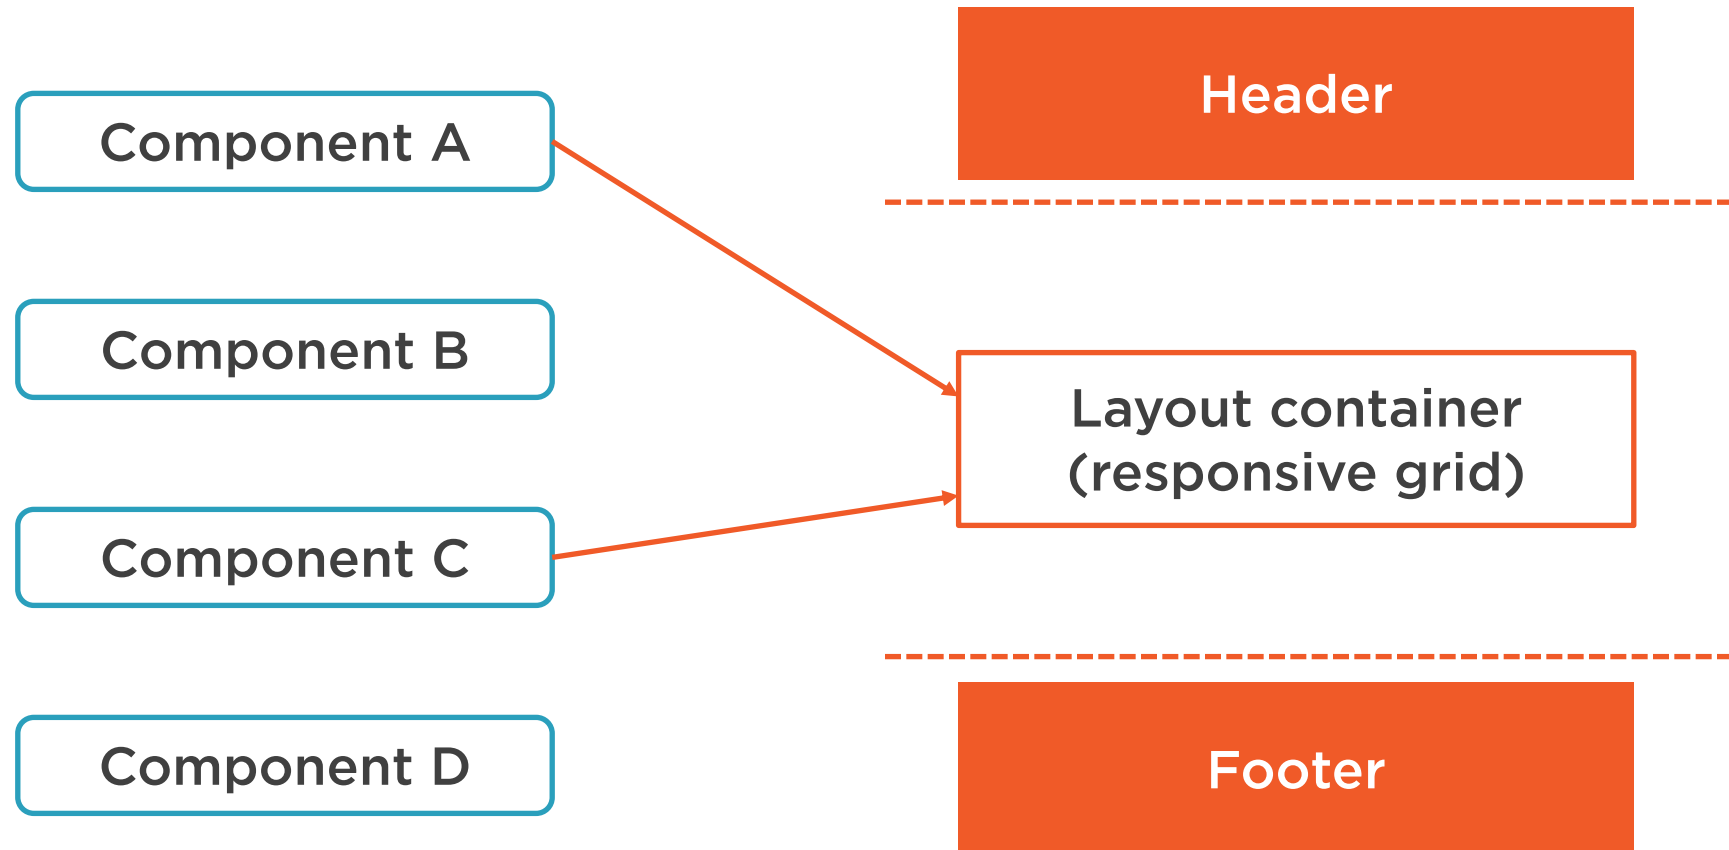 Component A
Component B
Component C
Component D
Header
Layout container
(responsive grid)
Footer